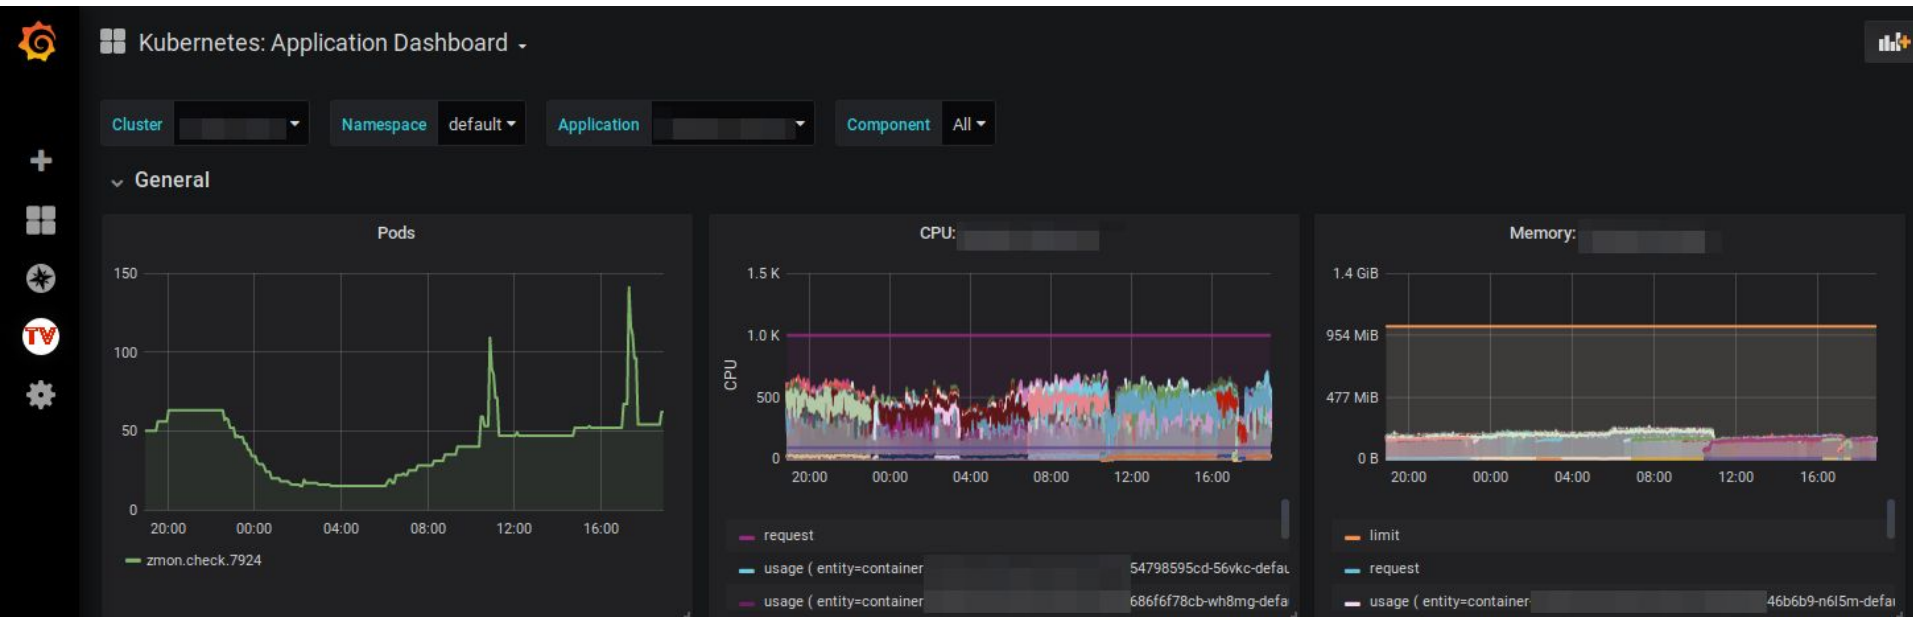 Kubernetes: Application Dashboard
Cluster
Namespace default
Application
Component All
TV
General
Pods
150
100
50
0
20:00 00:00 04:00 08:00 12:00 16:00
zmon.check.7924
CPU:
CPU
1.5 K
1.0 K
500
0
20:00 00:00 04:00 08:00 12:00 16:00
request
usage ( entity=container 54798595cd-56vkc-defau
usage ( entity=container 686f6f78cb-wh8mg-defa
Memory:
1.4 GiB
954 MiB
477 MiB
0 B
20:00 00:00 04:00 08:00 12:00 16:00
limit
request
usage ( entity=container- 46b6b9-n6l5m-defau